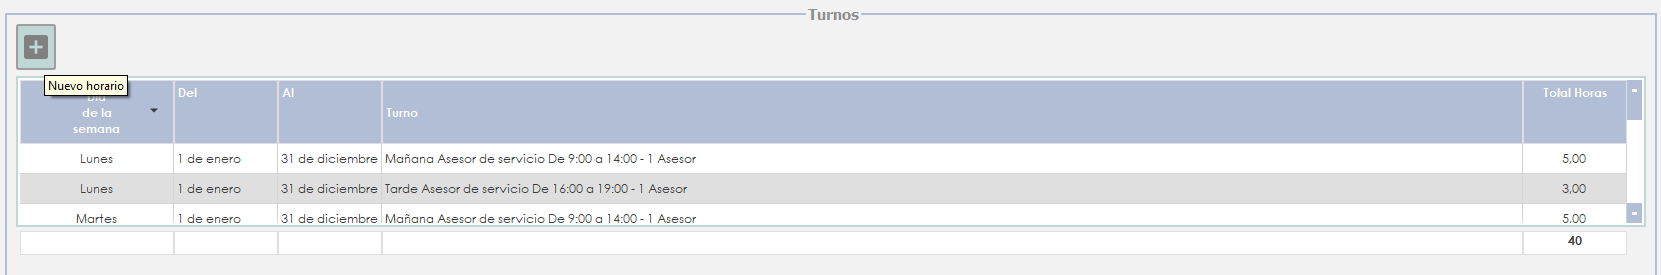 Turnos
Nuevo horario
Día
de la
semana
Del
Al
Turno
Total Horas
Lunes 1 de enero 31 de diciembre Mañana Asesor de servicio De 9:00 a 14:00 - 1 Asesor 5,00
Lunes 1 de enero 31 de diciembre Tarde Asesor de servicio De 16:00 a 19:00 - 1 Asesor 3,00
Martes 1 de enero 31 de diciembre Mañana Asesor de servicio De 9:00 a 14:00 - 1 Asesor 5,00
40